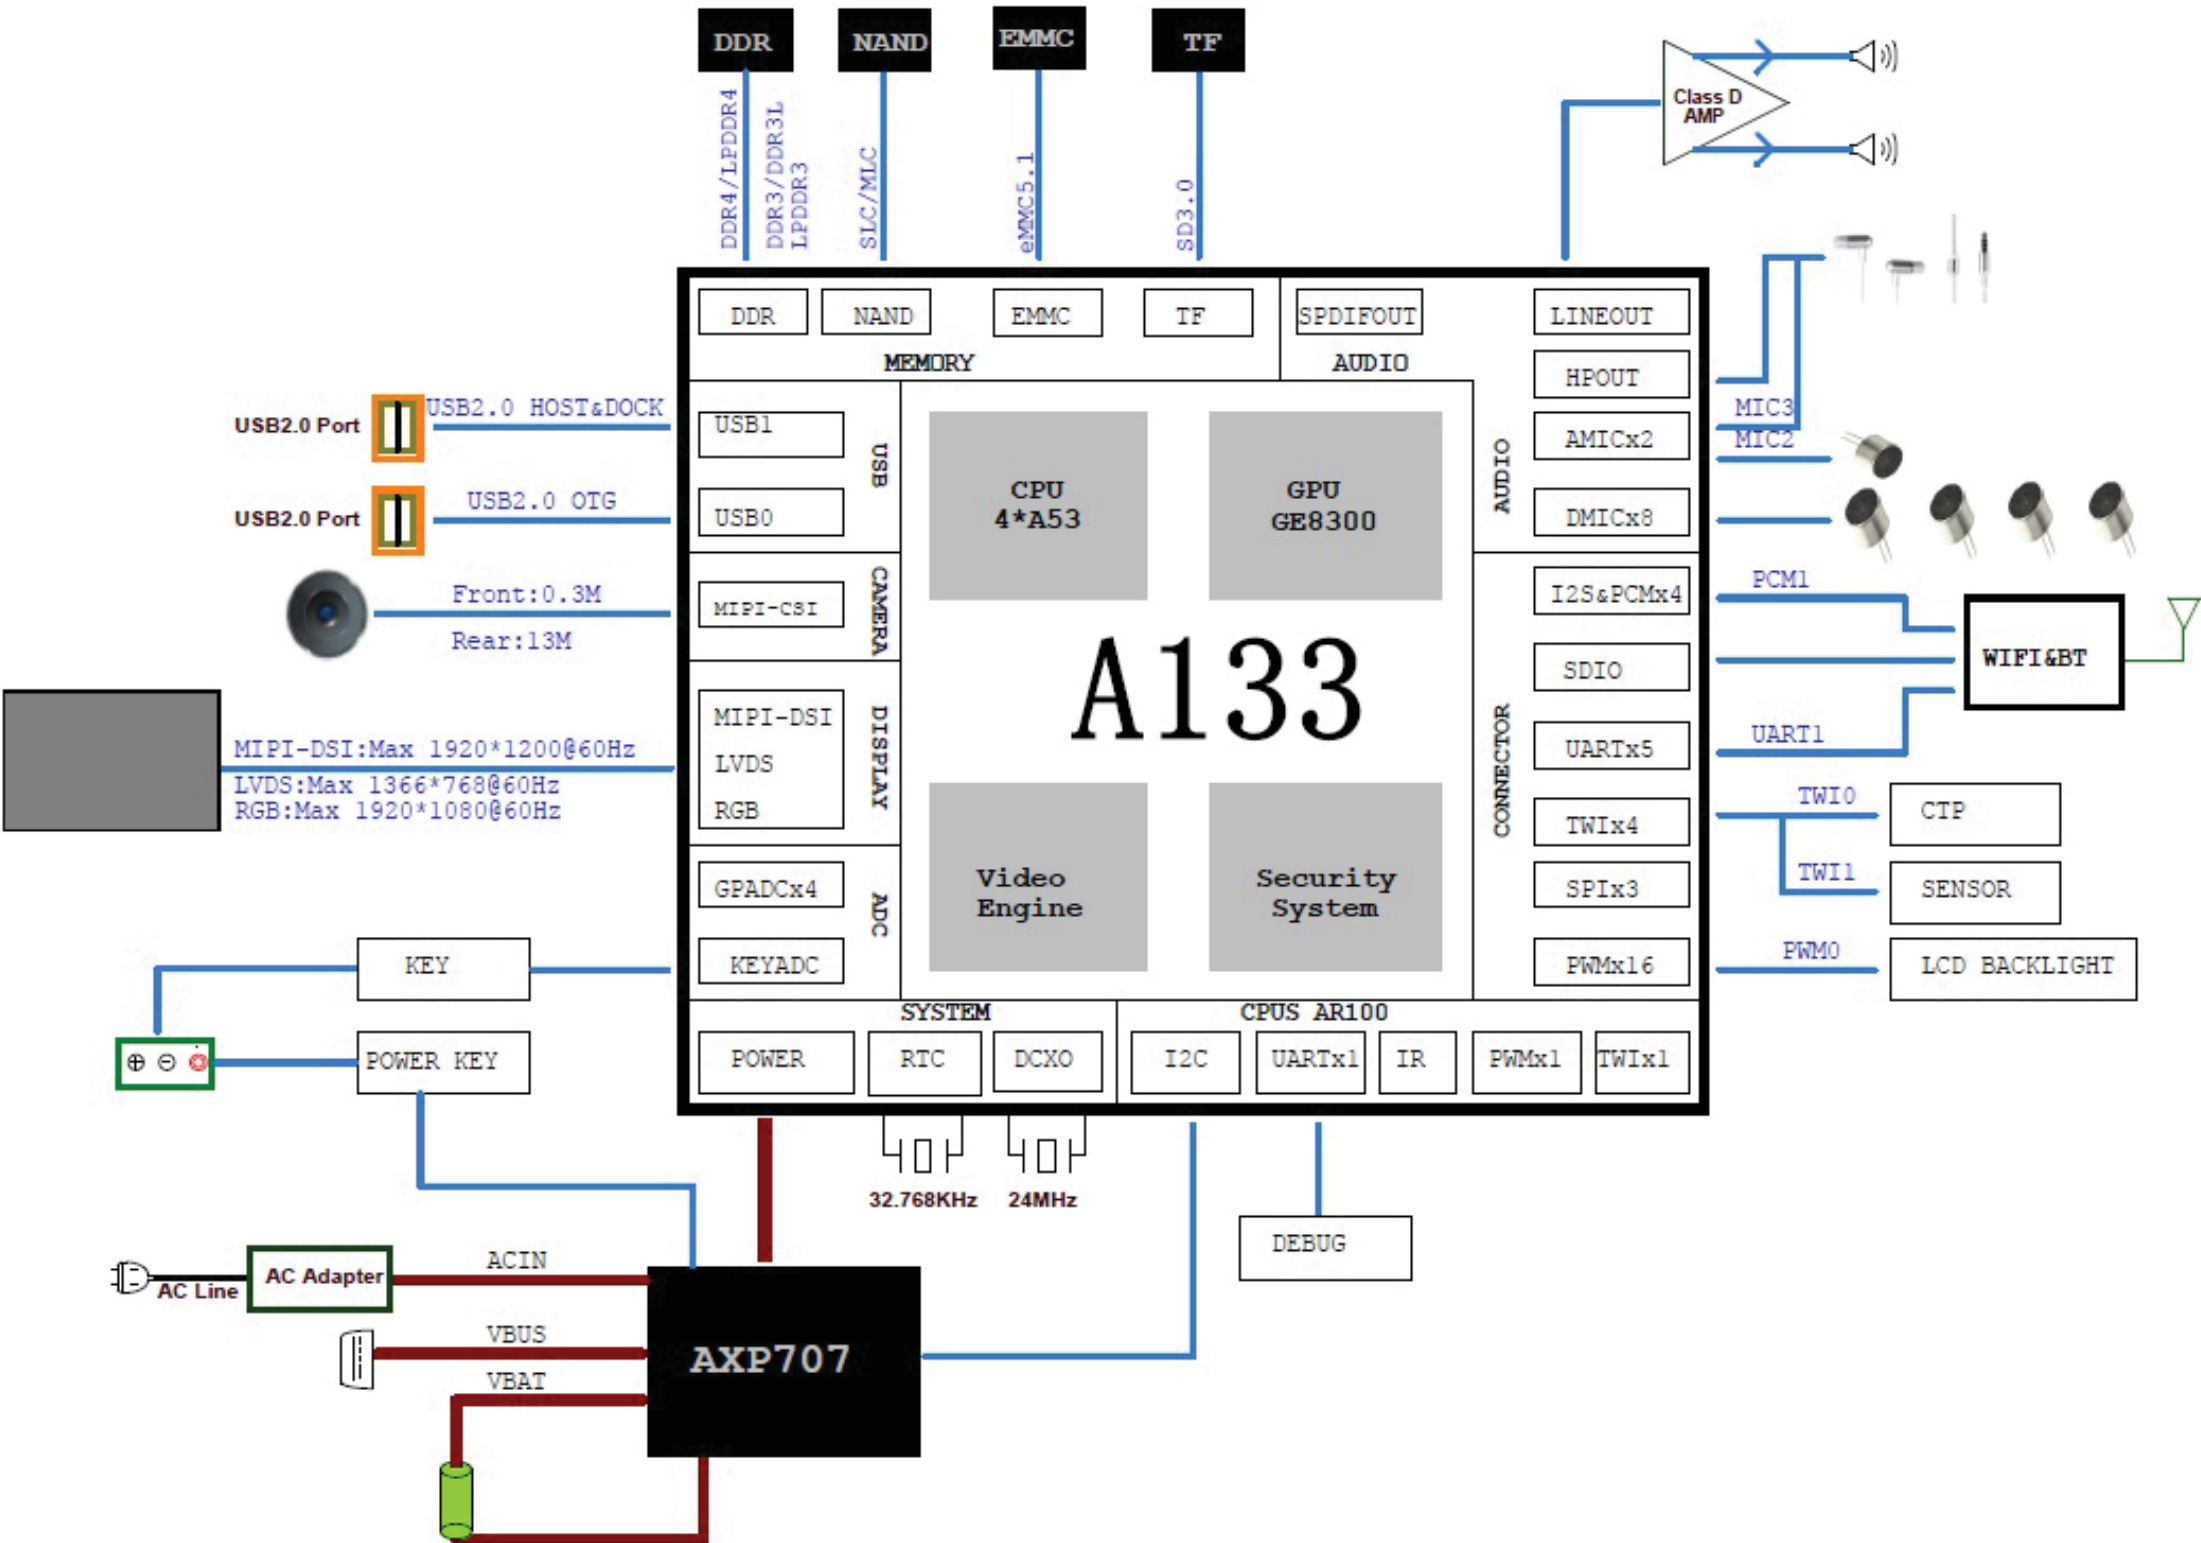 DDR
NAND
EMMC
TF
DDR4/LPDDR4
DDR3/DDR3L
LPDDR3
SLC/MLC
eMMC5.1
SD3.0
Class D
AMP
DDR
NAND
EMMC
TF
MEMORY
SPDIFOUT
AUDIO
LINEOUT
HPOUT
AMICx2
DMICx8
AUDIO
MIC3
MIC2
USB2.0 Port
USB2.0 HOST&DOCK
USB1
USB2.0 Port
USB2.0 OTG
USB0
USB
Front:0.3M
Rear:13M
MIPI-CSI
CAMERA
MIPI-DSI:Max 1920*1200@60Hz
LVDS:Max 1366*768@60Hz
RGB:Max 1920*1080@60Hz
MIPI-DSI
LVDS
RGB
DISPLAY
GPADCx4
KEYADC
ADC
CPU
4*A53
GPU
GE8300
A133
Video
Engine
Security
System
CONNECTOR
I2S&PCMx4
SDIO
UARTx5
TWIx4
SPIx3
PWMx16
PCM1
UART1
WIFI&BT
TWI0
CTP
TWI1
SENSOR
PWM0
LCD BACKLIGHT
KEY
POWER KEY
SYSTEM
POWER
RTC
DCXO
CPUS AR100
I2C
UARTx1
IR
PWMx1
TWIx1
32.768KHz
24MHz
DEBUG
AC Line
AC Adapter
ACIN
VBUS
VBAT
AXP707